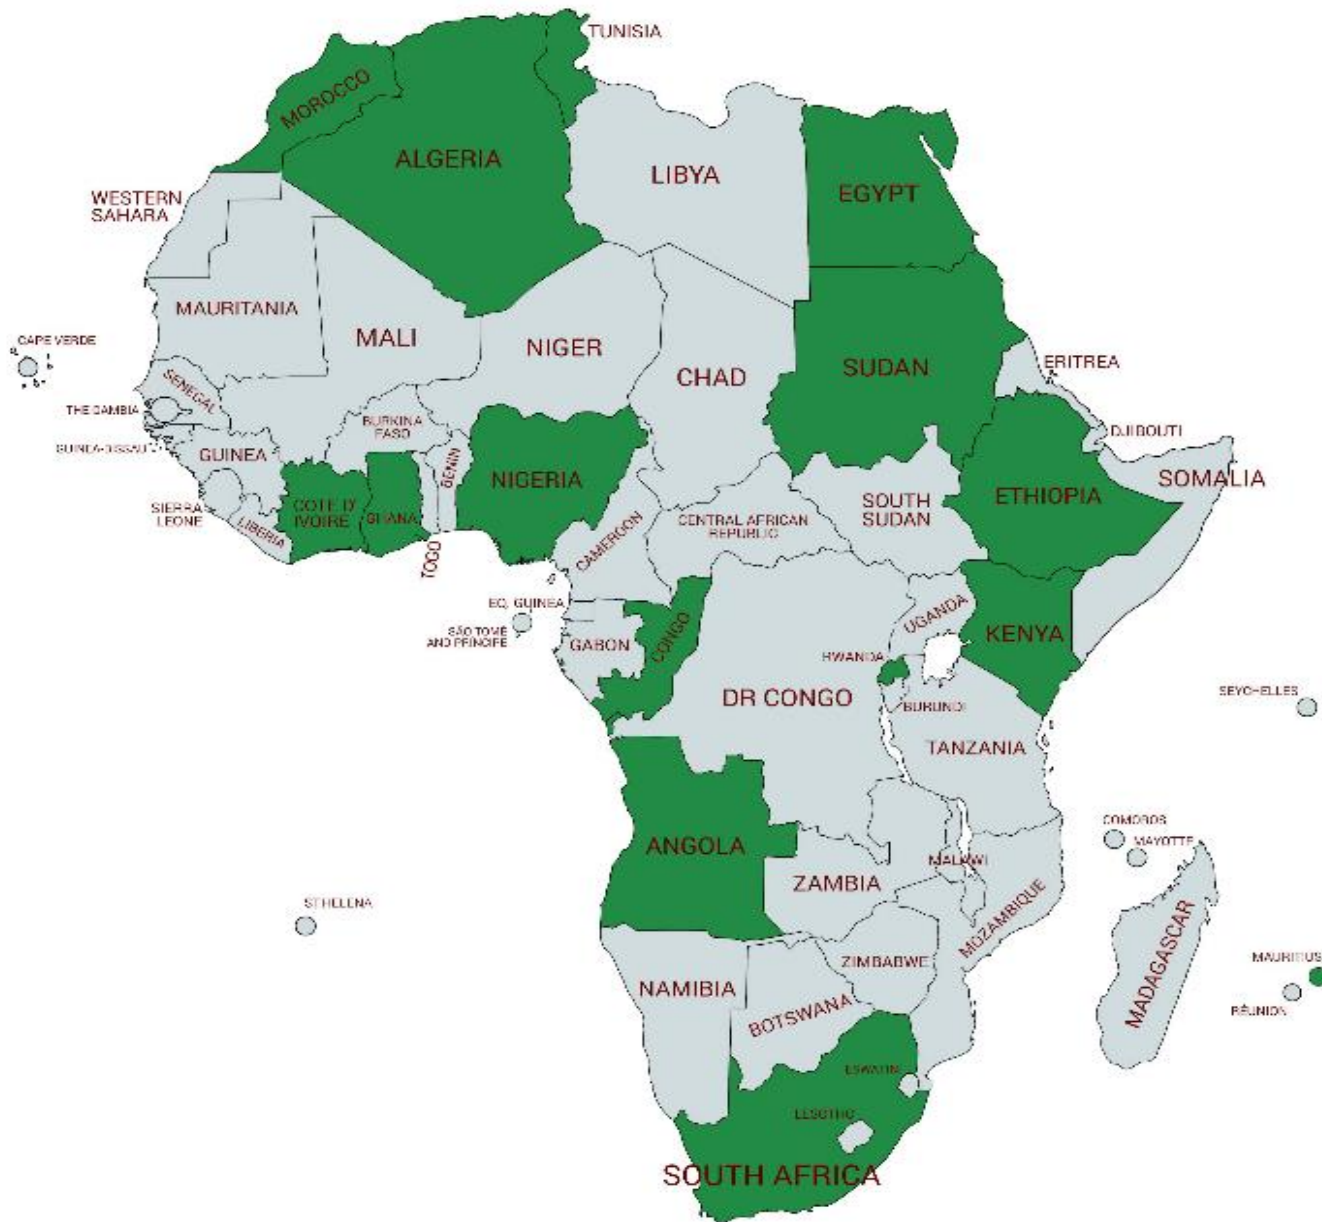 TUNISIA
MOROCCO
ALGERIA
LIBYA
EGYPT
WESTERN
SAHARA
MAURITANIA
MALI
NIGER
CHAD
SUDAN
ERITREA
CAPE VERDE
SENEGAL
THE GAMBIA
GUINEA-BISSAU
GUINEA
BURKINA
FASO
BENIN
NIGERIA
DJIBOUTI
SOMALIA
ETHIOPIA
SOUTH
SUDAN
SIERRA
LEONE
LIBERIA
COTE D'
IVOIRE
GHANA
TOGO
CAMEROON
CENTRAL AFRICAN
REPUBLIC
EQ. GUINEA
SÃO TOMÉ
AND PRÍNCIPE
GABON
CONGO
UGANDA
KENYA
RWANDA
DR CONGO
BURUNDI
TANZANIA
SEYCHELLES
ANGOLA
ZAMBIA
MALAWI
COMOROS
MAYOTTE
MOZAMBIQUE
ST HELENA
NAMIBIA
ZIMBABWE
BOTSWANA
MADAGASCAR
MAURITIUS
RÉUNION
ESWATINI
LESOTHO
SOUTH AFRICA